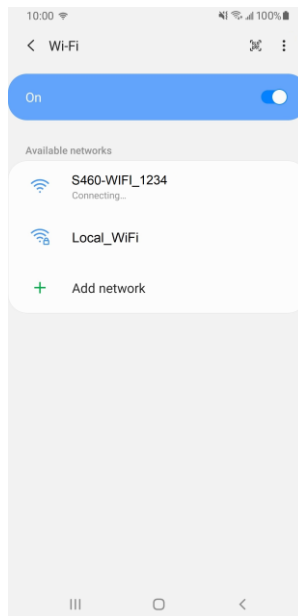 10:00 100%
Wi-Fi
On
Available networks
S460-WIFI_1234
Connecting...
Local_WiFi
Add network